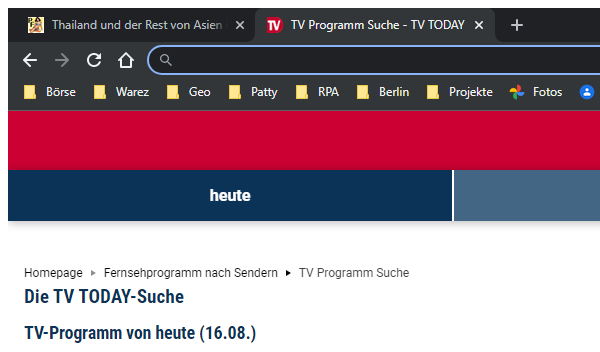 Thailand und der Rest von Asien
TV TV Programm Suche - TV TODAY
Börse Warez Geo Patty RPA Berlin Projekte Fotos
heute
Homepage Fernsehprogramm nach Sendern TV Programm Suche
Die TV TODAY-Suche
TV-Programm von heute (16.08.)